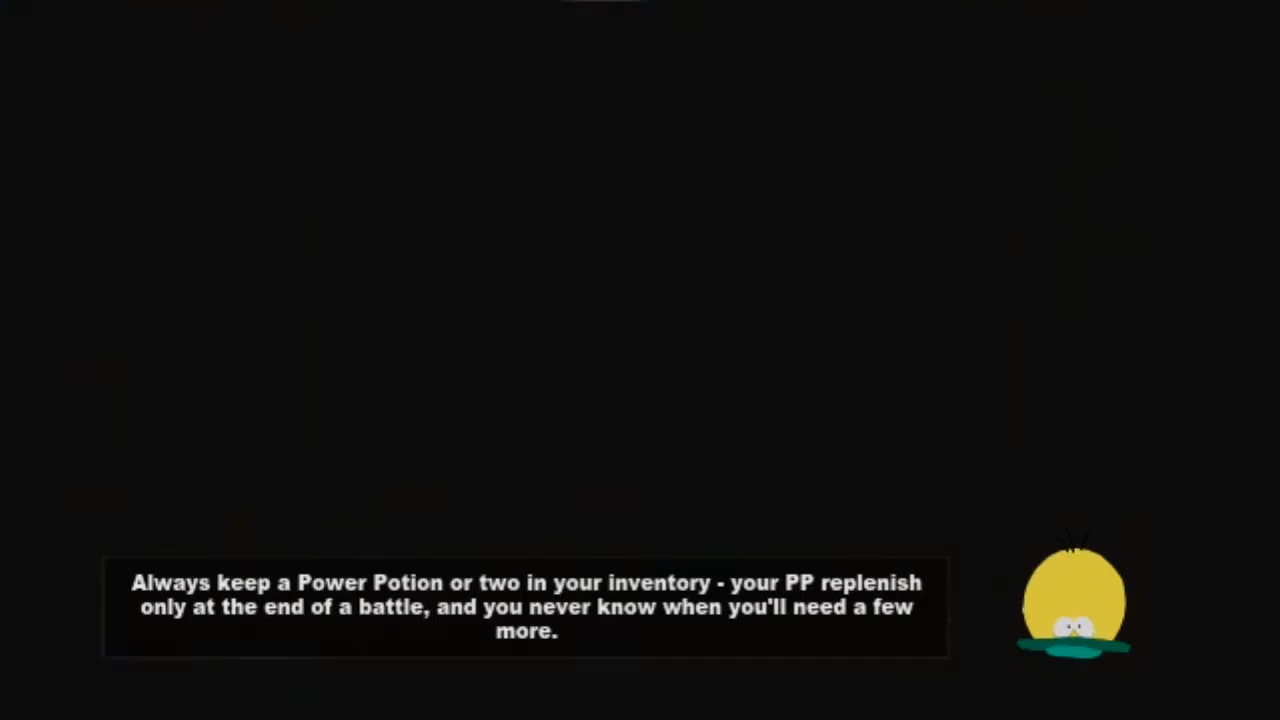 Always keep a Power Potion or two in your inventory - your PP replenish
only at the end of a battle, and you never know when you'll need a few
more.